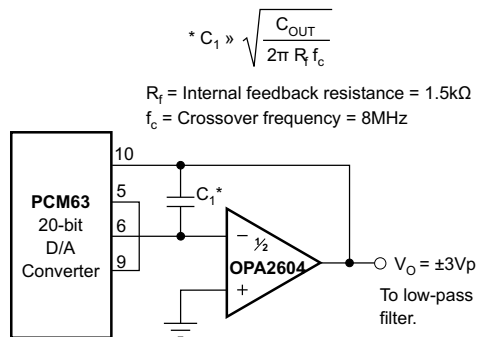 * C₁ » √ C_OUT / 2π R_f f_c
R_f = Internal feedback resistance = 1.5kΩ
f_c = Crossover frequency = 8MHz
10
PCM63
20-bit
D/A
Converter
5
6
9
C₁*
–
½
OPA2604
+
V_O = ±3Vp
To low-pass
filter.